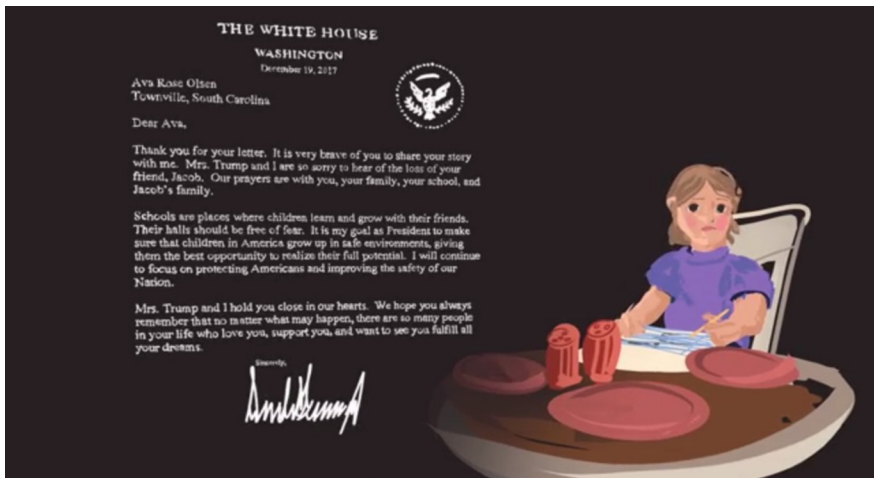 THE WHITE HOUSE
WASHINGTON
December 19, 2017
Ava Rose Olsen
Townville, South Carolina
Dear Ava,
Thank you for your letter. It is very brave of you to share your story
with me. Mrs. Trump and I are so sorry to hear of the loss of your
friend, Jacob. Our prayers are with you, your family, your school, and
Jacob's family.
Schools are places where children learn and grow with their friends.
Their halls should be free of fear. It is my goal as President to make
sure that children in America grow up in safe environments, giving
them the best opportunity to realize their full potential. I will continue
to focus on protecting Americans and improving the safety of our
Nation.
Mrs. Trump and I hold you close in our hearts. We hope you always
remember that no matter what may happen, there are so many people
in your life who love you, support you, and want to see you fulfill all
your dreams.
Sincerely,